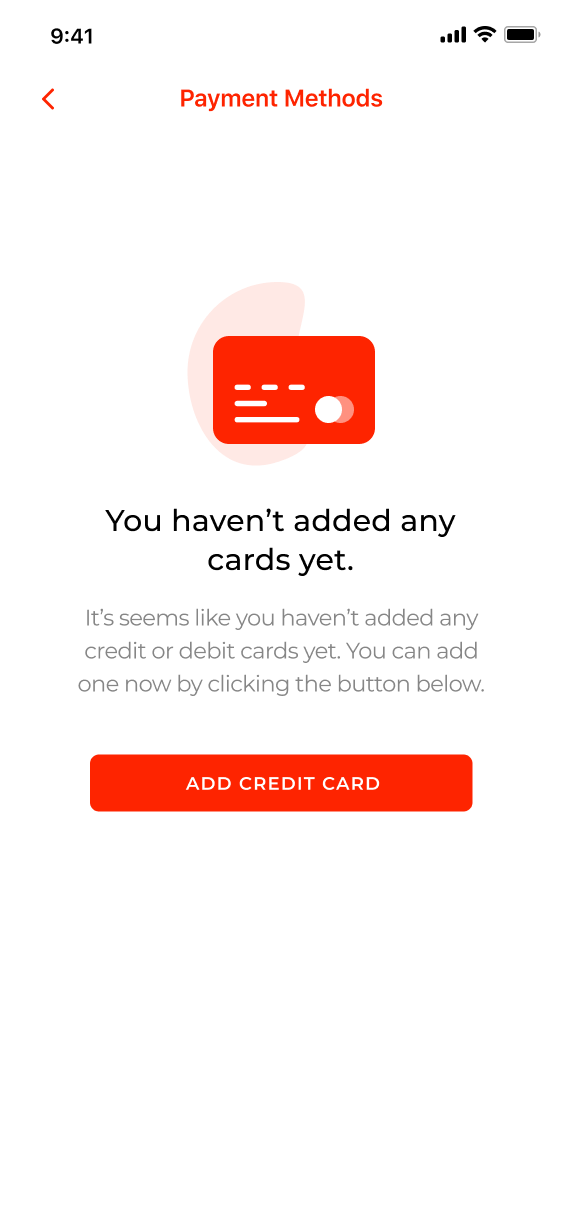 9:41
Payment Methods
You haven’t added any
cards yet.
It’s seems like you haven’t added any
credit or debit cards yet. You can add
one now by clicking the button below.
ADD CREDIT CARD